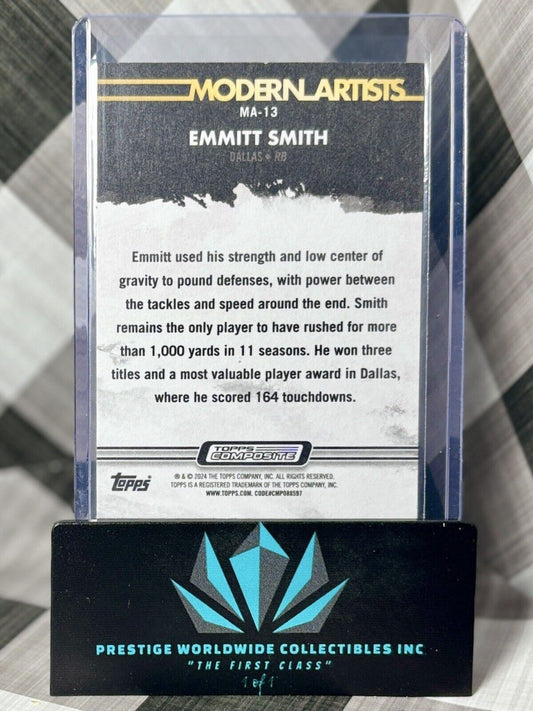 MODERN ARTISTS
MA-13
EMMITT SMITH
DALLAS • RB
Emmitt used his strength and low center of
gravity to pound defenses, with power between
the tackles and speed around the end. Smith
remains the only player to have rushed for more
than 1,000 yards in 11 seasons. He won three
titles and a most valuable player award in Dallas,
where he scored 164 touchdowns.
TOPPS
COMPOSITE
topps
® & © 2024 THE TOPPS COMPANY, INC. ALL RIGHTS RESERVED.
TOPPS IS A REGISTERED TRADEMARK OF THE TOPPS COMPANY, INC.
WWW.TOPPS.COM. CODE#CMP088597
PRESTIGE WORLDWIDE COLLECTIBLES INC
"THE FIRST CLASS"
1 of 1